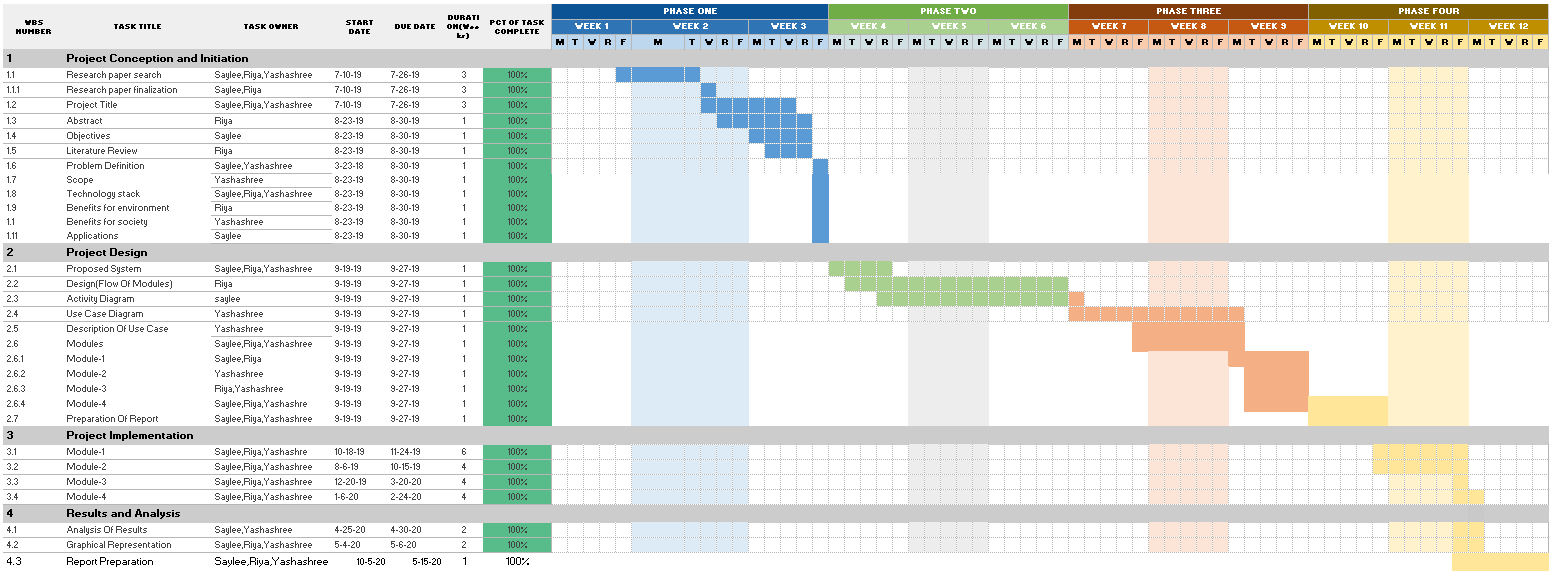 PHASE ONE PHASE TWO PHASE THREE PHASE FOUR
WBS NUMBER TASK TITLE TASK OWNER START DATE DUE DATE DURATION(Week) PCT OF TASK COMPLETE
WEEK 1 WEEK 2 WEEK 3 WEEK 4 WEEK 5 WEEK 6 WEEK 7 WEEK 8 WEEK 9 WEEK 10 WEEK 11 WEEK 12
M T W R F M T W R F M T W R F M T W R F M T W R F M T W R F M T W R F M T W R F M T W R F M T W R F M T W R F M T W R F
1 Project Conception and Initiation
1.1 Research paper search Saylee,Riya,Yashashree 7-10-19 7-26-19 3 100%
1.1.1 Research paper finalization Saylee,Riya 7-10-19 7-26-19 3 100%
1.2 Project Title Saylee,Riya,Yashashree 7-10-19 7-26-19 3 100%
1.3 Abstract Riya 8-23-19 8-30-19 1 100%
1.4 Objectives Saylee 8-23-19 8-30-19 1 100%
1.5 Literature Review Riya 8-23-19 8-30-19 1 100%
1.6 Problem Definition Saylee,Yashashree 3-23-18 8-30-19 1 100%
1.7 Scope Yashashree 8-23-19 8-30-19 1 100%
1.8 Technology stack Saylee,Riya,Yashashree 8-23-19 8-30-19 1 100%
1.9 Benefits for environment Riya 8-23-19 8-30-19 1 100%
1.1 Benefits for society Yashashree 8-23-19 8-30-19 1 100%
1.11 Applications Saylee 8-23-19 8-30-19 1 100%
2 Project Design
2.1 Proposed System Saylee,Riya,Yashashree 9-19-19 9-27-19 1 100%
2.2 Design(Flow Of Modules) Riya 9-19-19 9-27-19 1 100%
2.3 Activity Diagram saylee 9-19-19 9-27-19 1 100%
2.4 Use Case Diagram Yashashree 9-19-19 9-27-19 1 100%
2.5 Description Of Use Case Yashashree 9-19-19 9-27-19 1 100%
2.6 Modules Saylee,Riya,Yashashree 9-19-19 9-27-19 1 100%
2.6.1 Module-1 Saylee,Riya 9-19-19 9-27-19 1 100%
2.6.2 Module-2 Yashashree 9-19-19 9-27-19 1 100%
2.6.3 Module-3 Riya,Yashashree 9-19-19 9-27-19 1 100%
2.6.4 Module-4 Saylee,Riya,Yashashre 9-19-19 9-27-19 1 100%
2.7 Preparation Of Report Saylee,Riya,Yashashre 9-19-19 9-27-19 1 100%
3 Project Implementation
3.1 Module-1 Saylee,Riya,Yashashre 10-18-19 11-24-19 6 100%
3.2 Module-2 Saylee,Riya,Yashashree 8-6-19 10-15-19 4 100%
3.3 Module-3 Saylee,Riya,Yashashree 12-20-19 3-20-20 4 100%
3.4 Module-4 Saylee,Riya,Yashashree 1-6-20 2-24-20 4 100%
4 Results and Analysis
4.1 Analysis Of Results Saylee,Yashashree 4-25-20 4-30-20 2 100%
4.2 Graphical Representation Saylee,Riya,Yashashree 5-4-20 5-6-20 2 100%
4.3 Report Preparation Saylee,Riya,Yashashree 10-5-20 5-15-20 1 100%